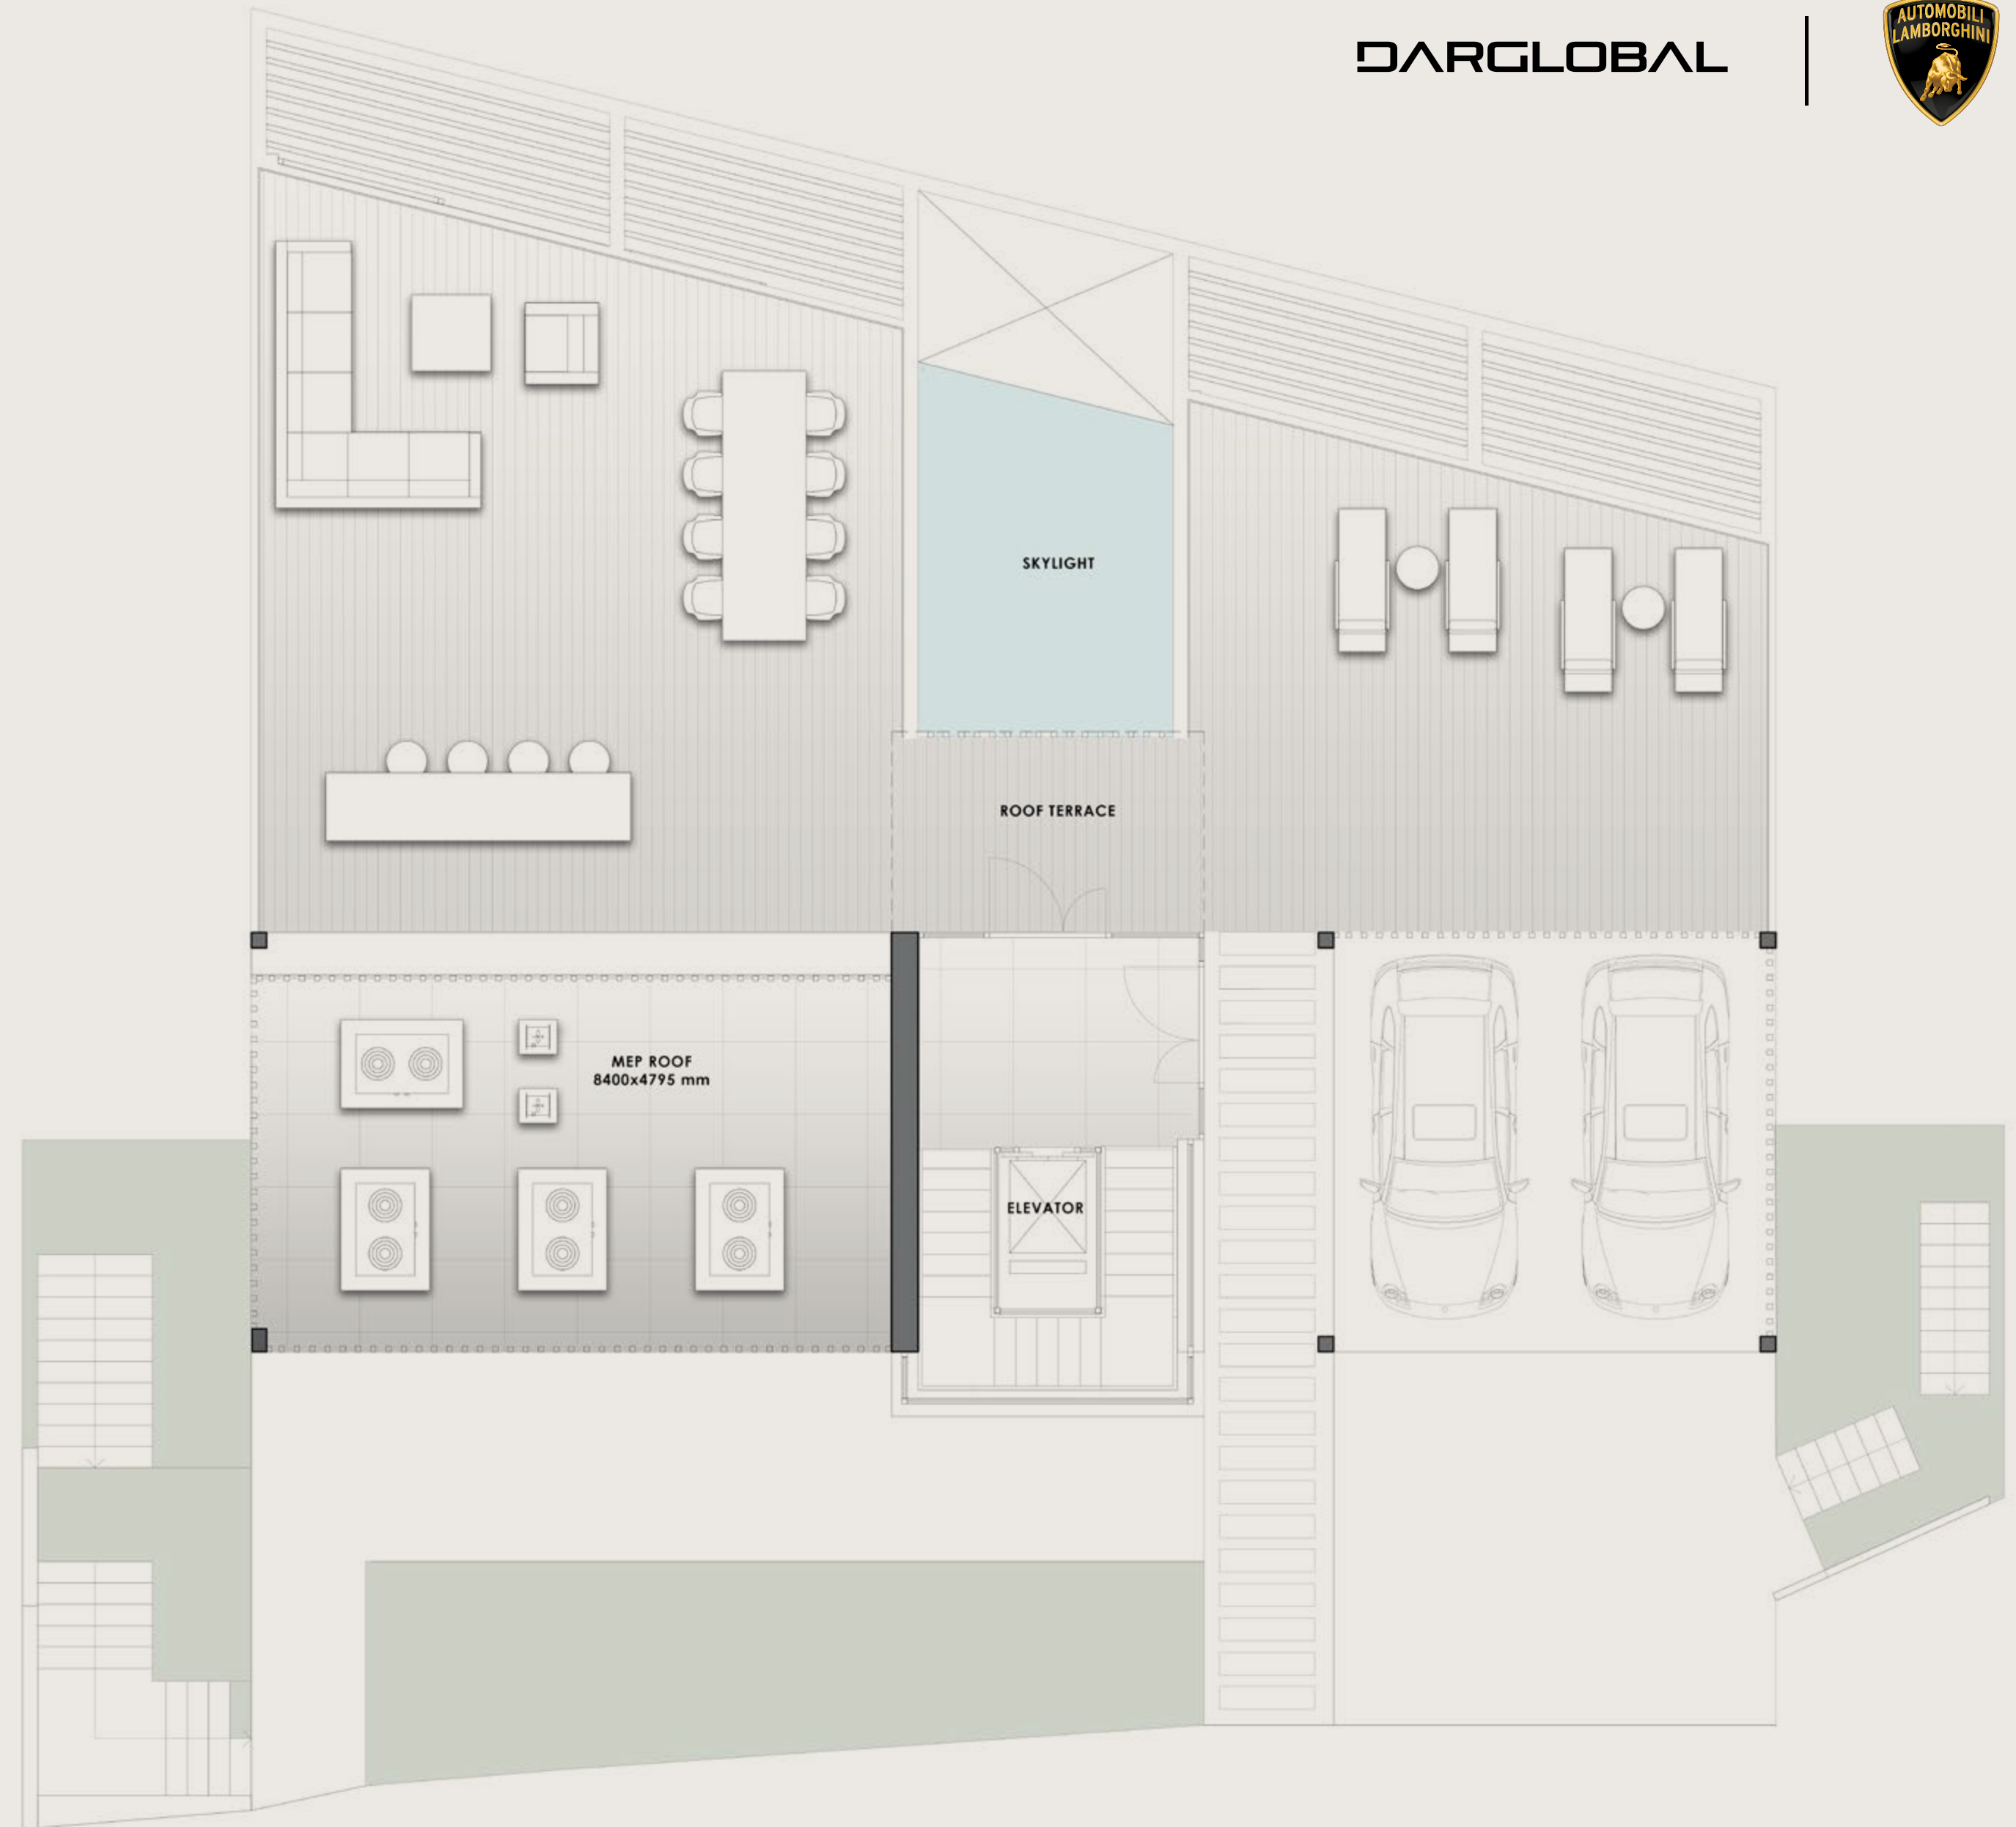 DARGLOBAL
AUTOMOBILI
LAMBORGHINI
SKYLIGHT
ROOF TERRACE
MEP ROOF
8400x4795 mm
ELEVATOR